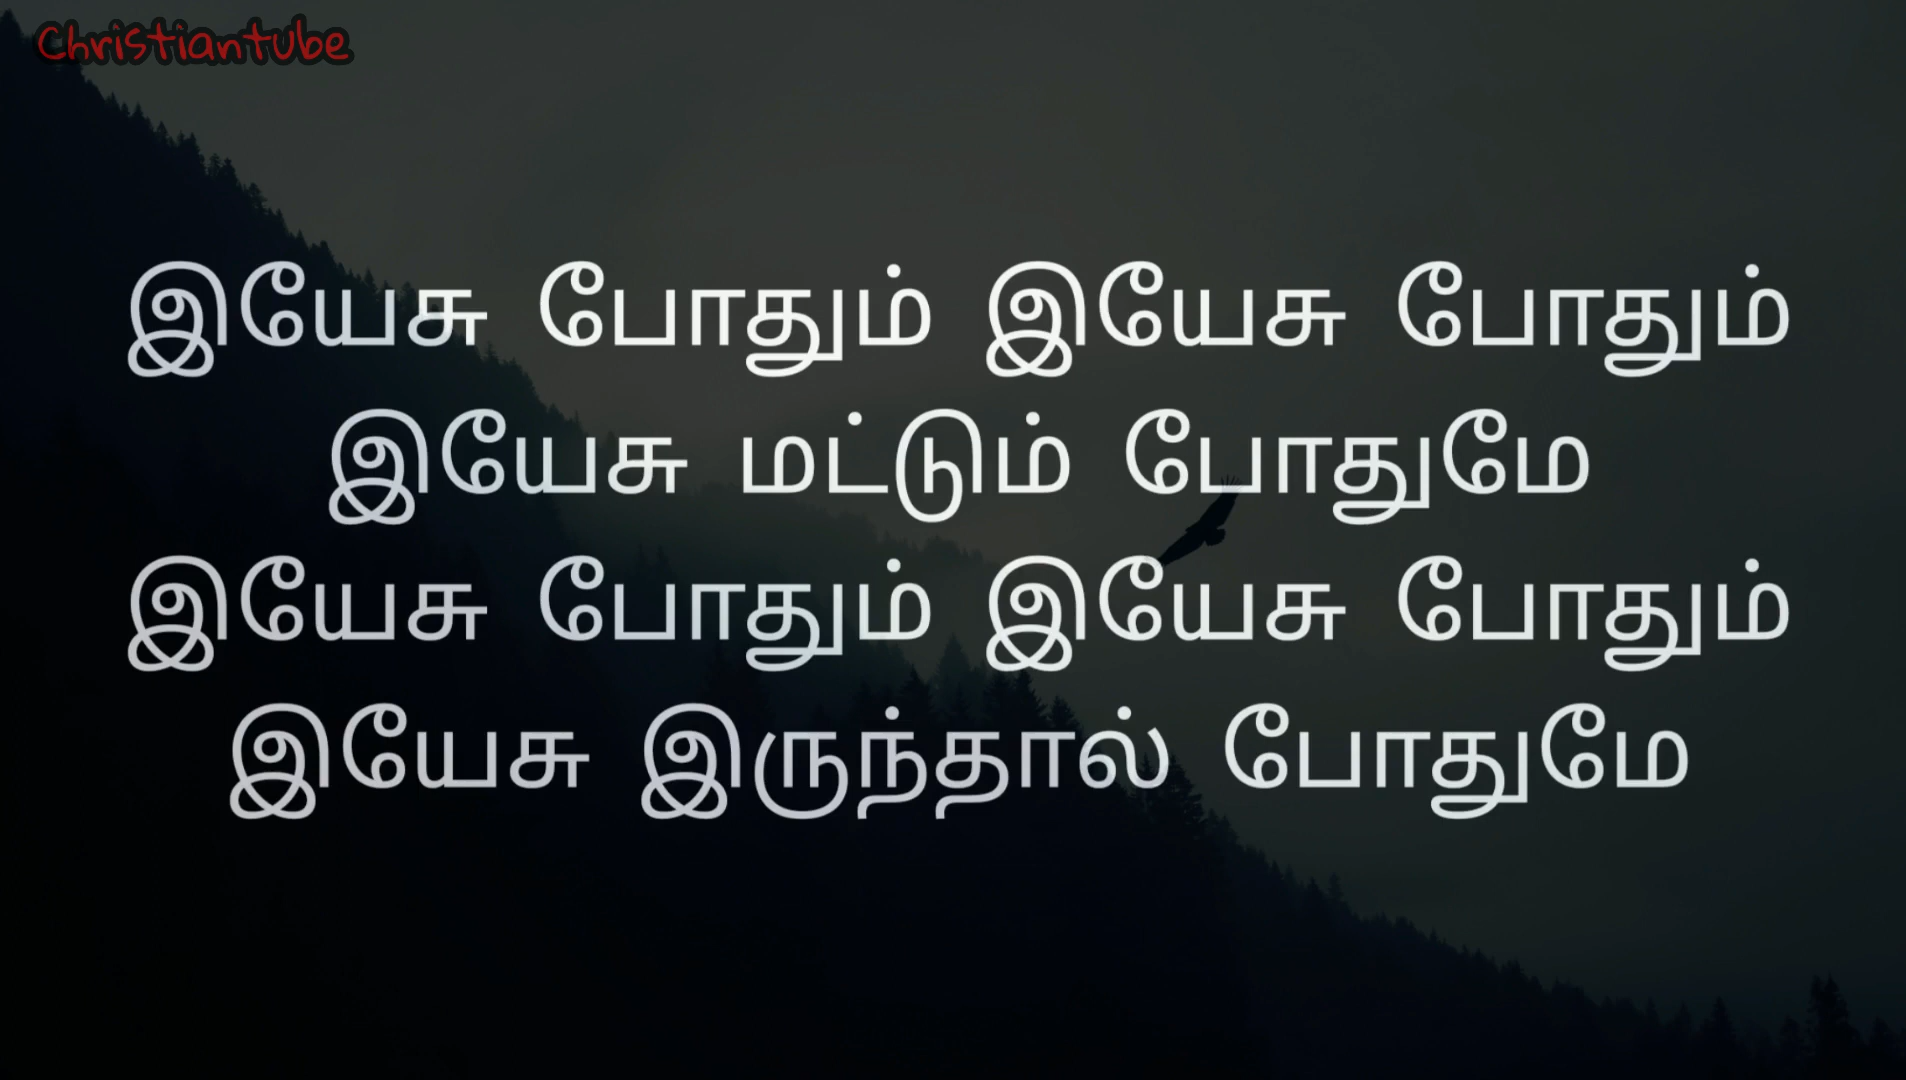 Christiantube
இயேசு போதும் இயேசு போதும்
இயேசு மட்டும் போதுமே
இயேசு போதும் இயேசு போதும்
இயேசு இருந்தால் போதுமே